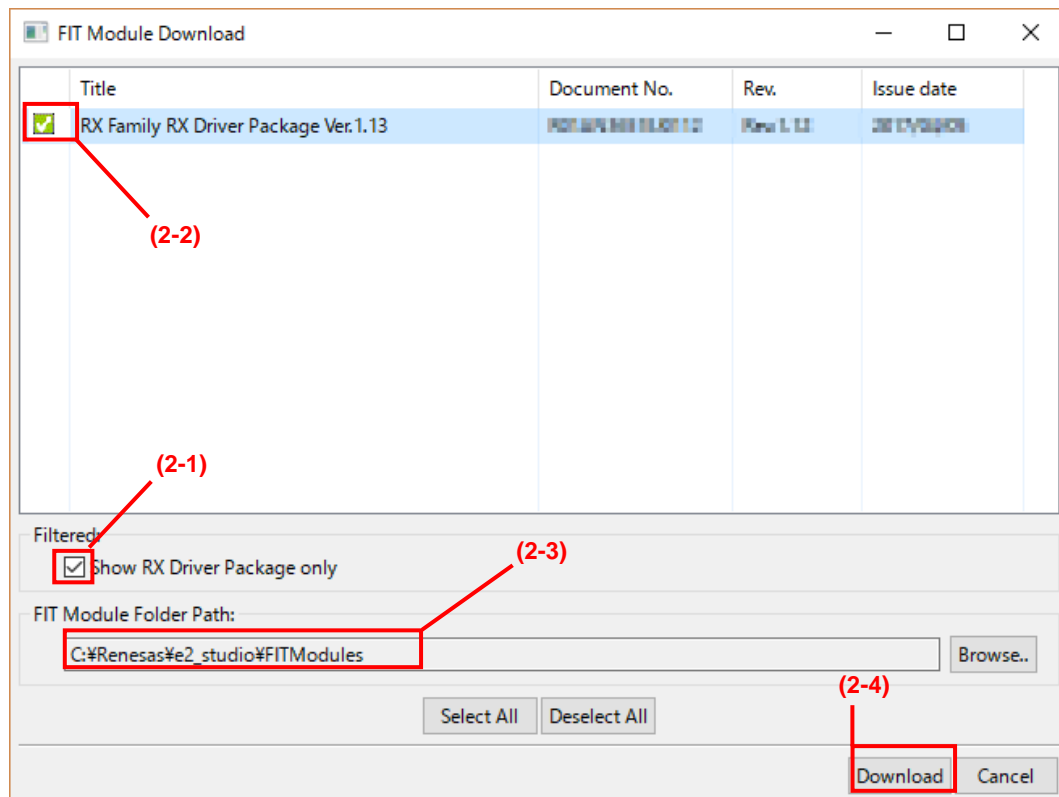 FIT Module Download
Title Document No. Rev. Issue date
RX Family RX Driver Package Ver.1.13
(2-2)
(2-1)
Filtered:
Show RX Driver Package only
(2-3)
FIT Module Folder Path:
C:¥Renesas¥e2_studio¥FITModules
Browse..
(2-4)
Select All Deselect All
Download Cancel